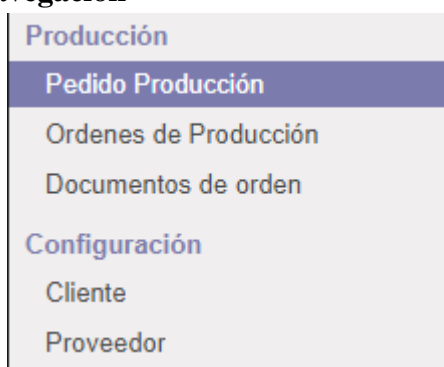 Producción
Pedido Producción
Ordenes de Producción
Documentos de orden
Configuración
Cliente
Proveedor